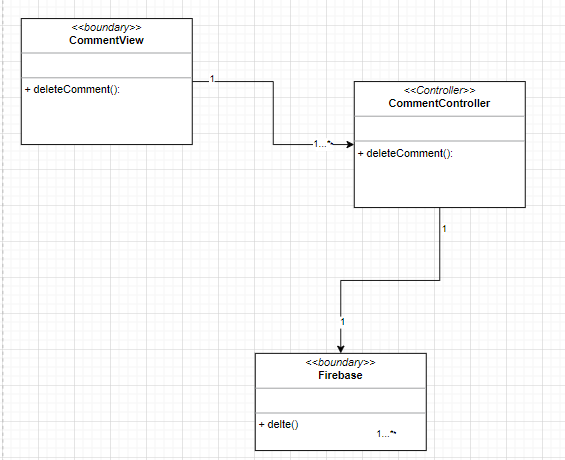 <<boundary>>
CommentView
+ deleteComment():
1
1...*
<<Controller>>
CommentController
+ deleteComment():
1
1
<<boundary>>
Firebase
+ delte()
1...*